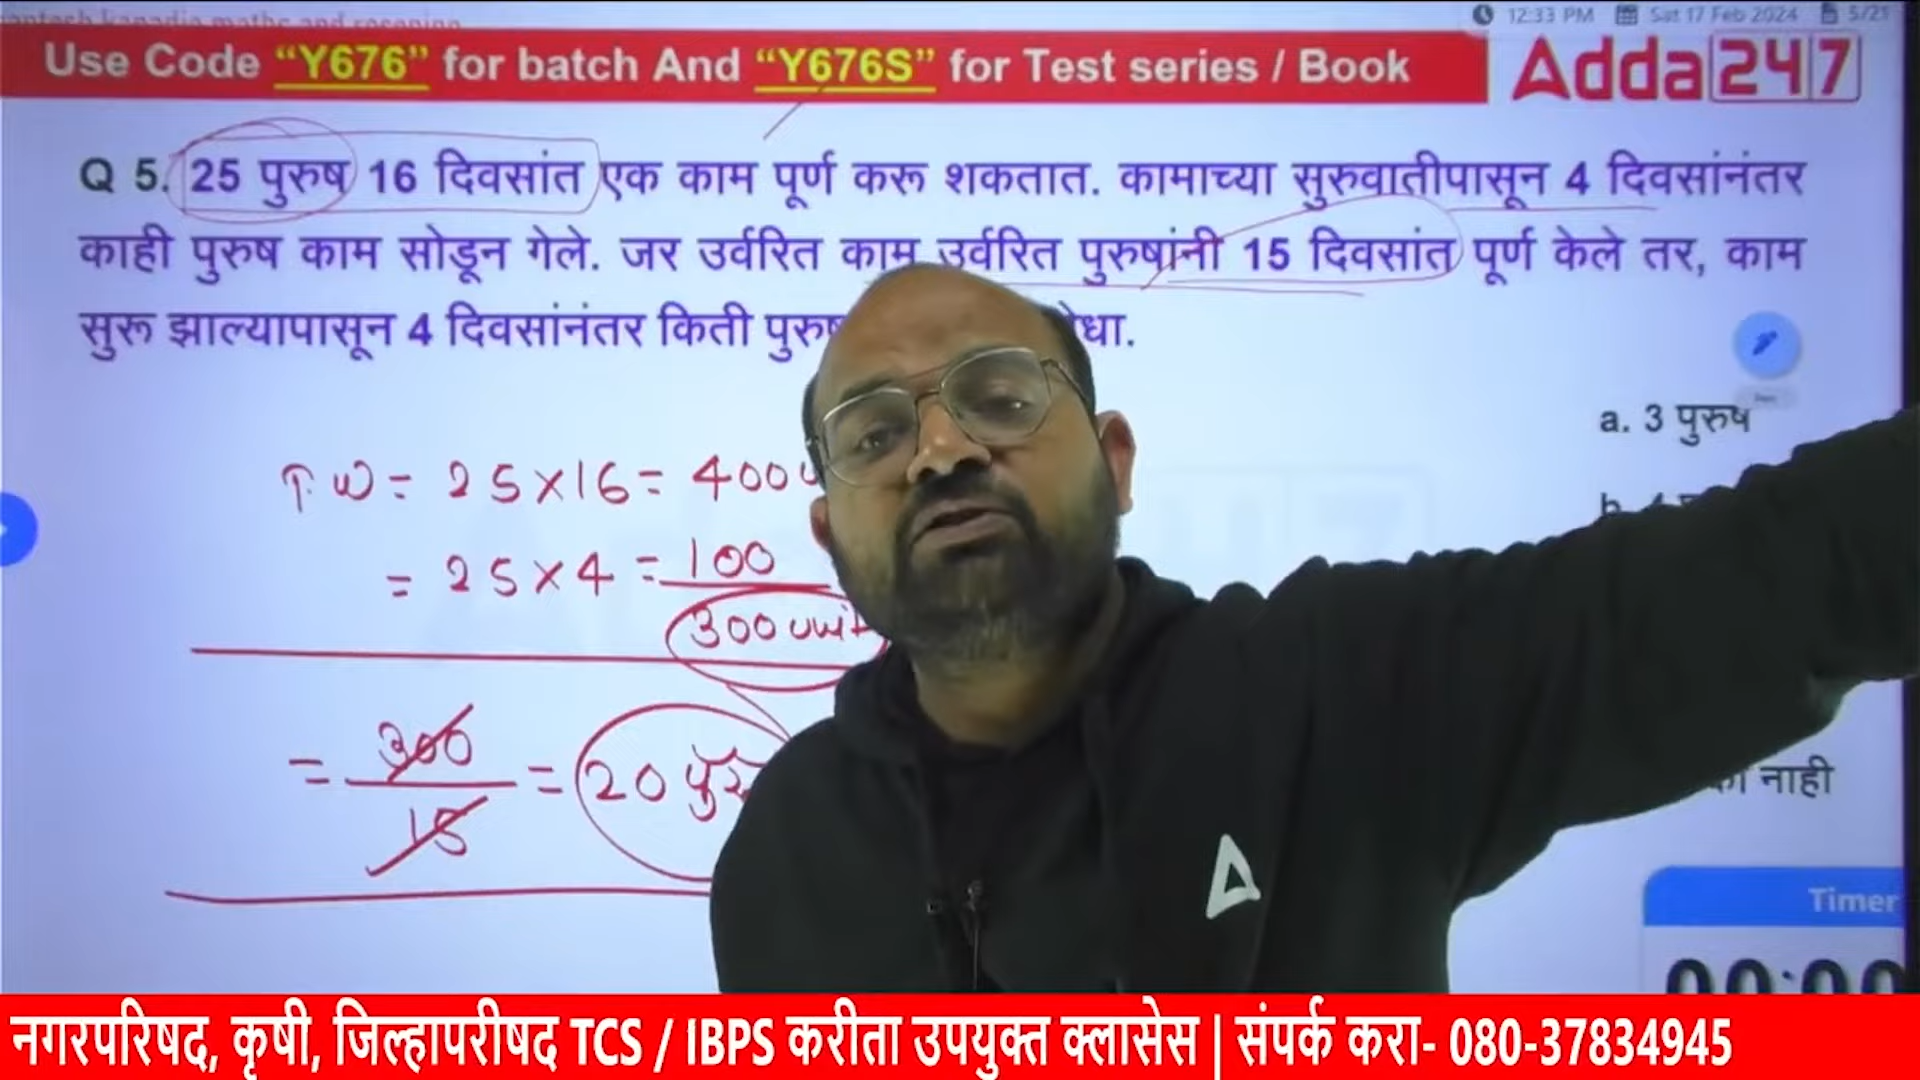 12:33 PM Sat 17 Feb 2024 5/21
Use Code “Y676” for batch And “Y676S” for Test series / Book
Adda247
Q 5. 25 पुरुष 16 दिवसांत एक काम पूर्ण करू शकतात. कामाच्या सुरुवातीपासून 4 दिवसांनंतर
काही पुरुष काम सोडून गेले. जर उर्वरित काम उर्वरित पुरुषांनी 15 दिवसांत पूर्ण केले तर, काम
सुरू झाल्यापासून 4 दिवसांनंतर किती
a. 3 पुरुष
T.W = 25×16 = 400
= 25×4 = 100
300 unit
= 300 / 15 = 20
नाही
Timer
नगरपरिषद, कृषी, जिल्हापरीषद TCS / IBPS करीता उपयुक्त क्लासेस | संपर्क करा- 080-37834945